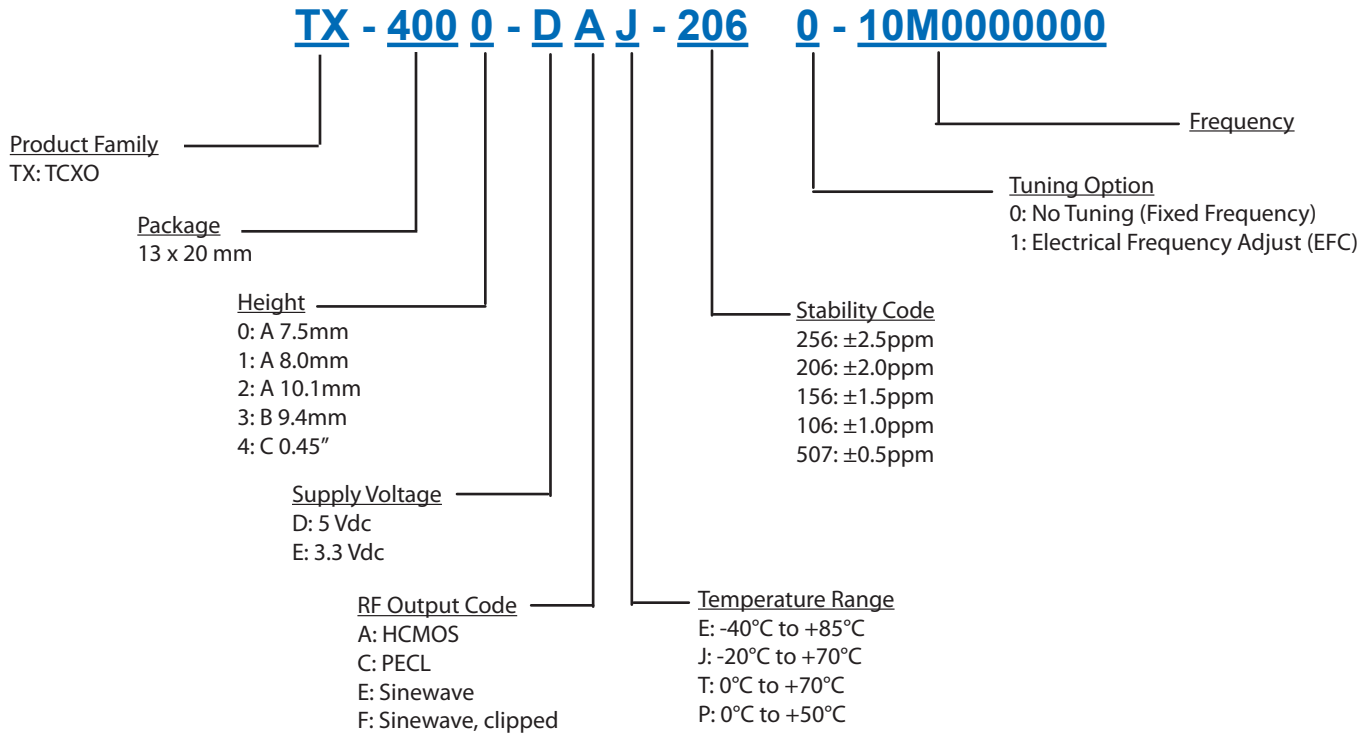 TX - 400 0 - D A J - 206 0 - 10M0000000
Product Family
TX: TCXO
Package
13 x 20 mm
Height
0: A 7.5mm
1: A 8.0mm
2: A 10.1mm
3: B 9.4mm
4: C 0.45”
Supply Voltage
D: 5 Vdc
E: 3.3 Vdc
RF Output Code
A: HCMOS
C: PECL
E: Sinewave
F: Sinewave, clipped
Temperature Range
E: -40°C to +85°C
J: -20°C to +70°C
T: 0°C to +70°C
P: 0°C to +50°C
Stability Code
256: ±2.5ppm
206: ±2.0ppm
156: ±1.5ppm
106: ±1.0ppm
507: ±0.5ppm
Tuning Option
0: No Tuning (Fixed Frequency)
1: Electrical Frequency Adjust (EFC)
Frequency